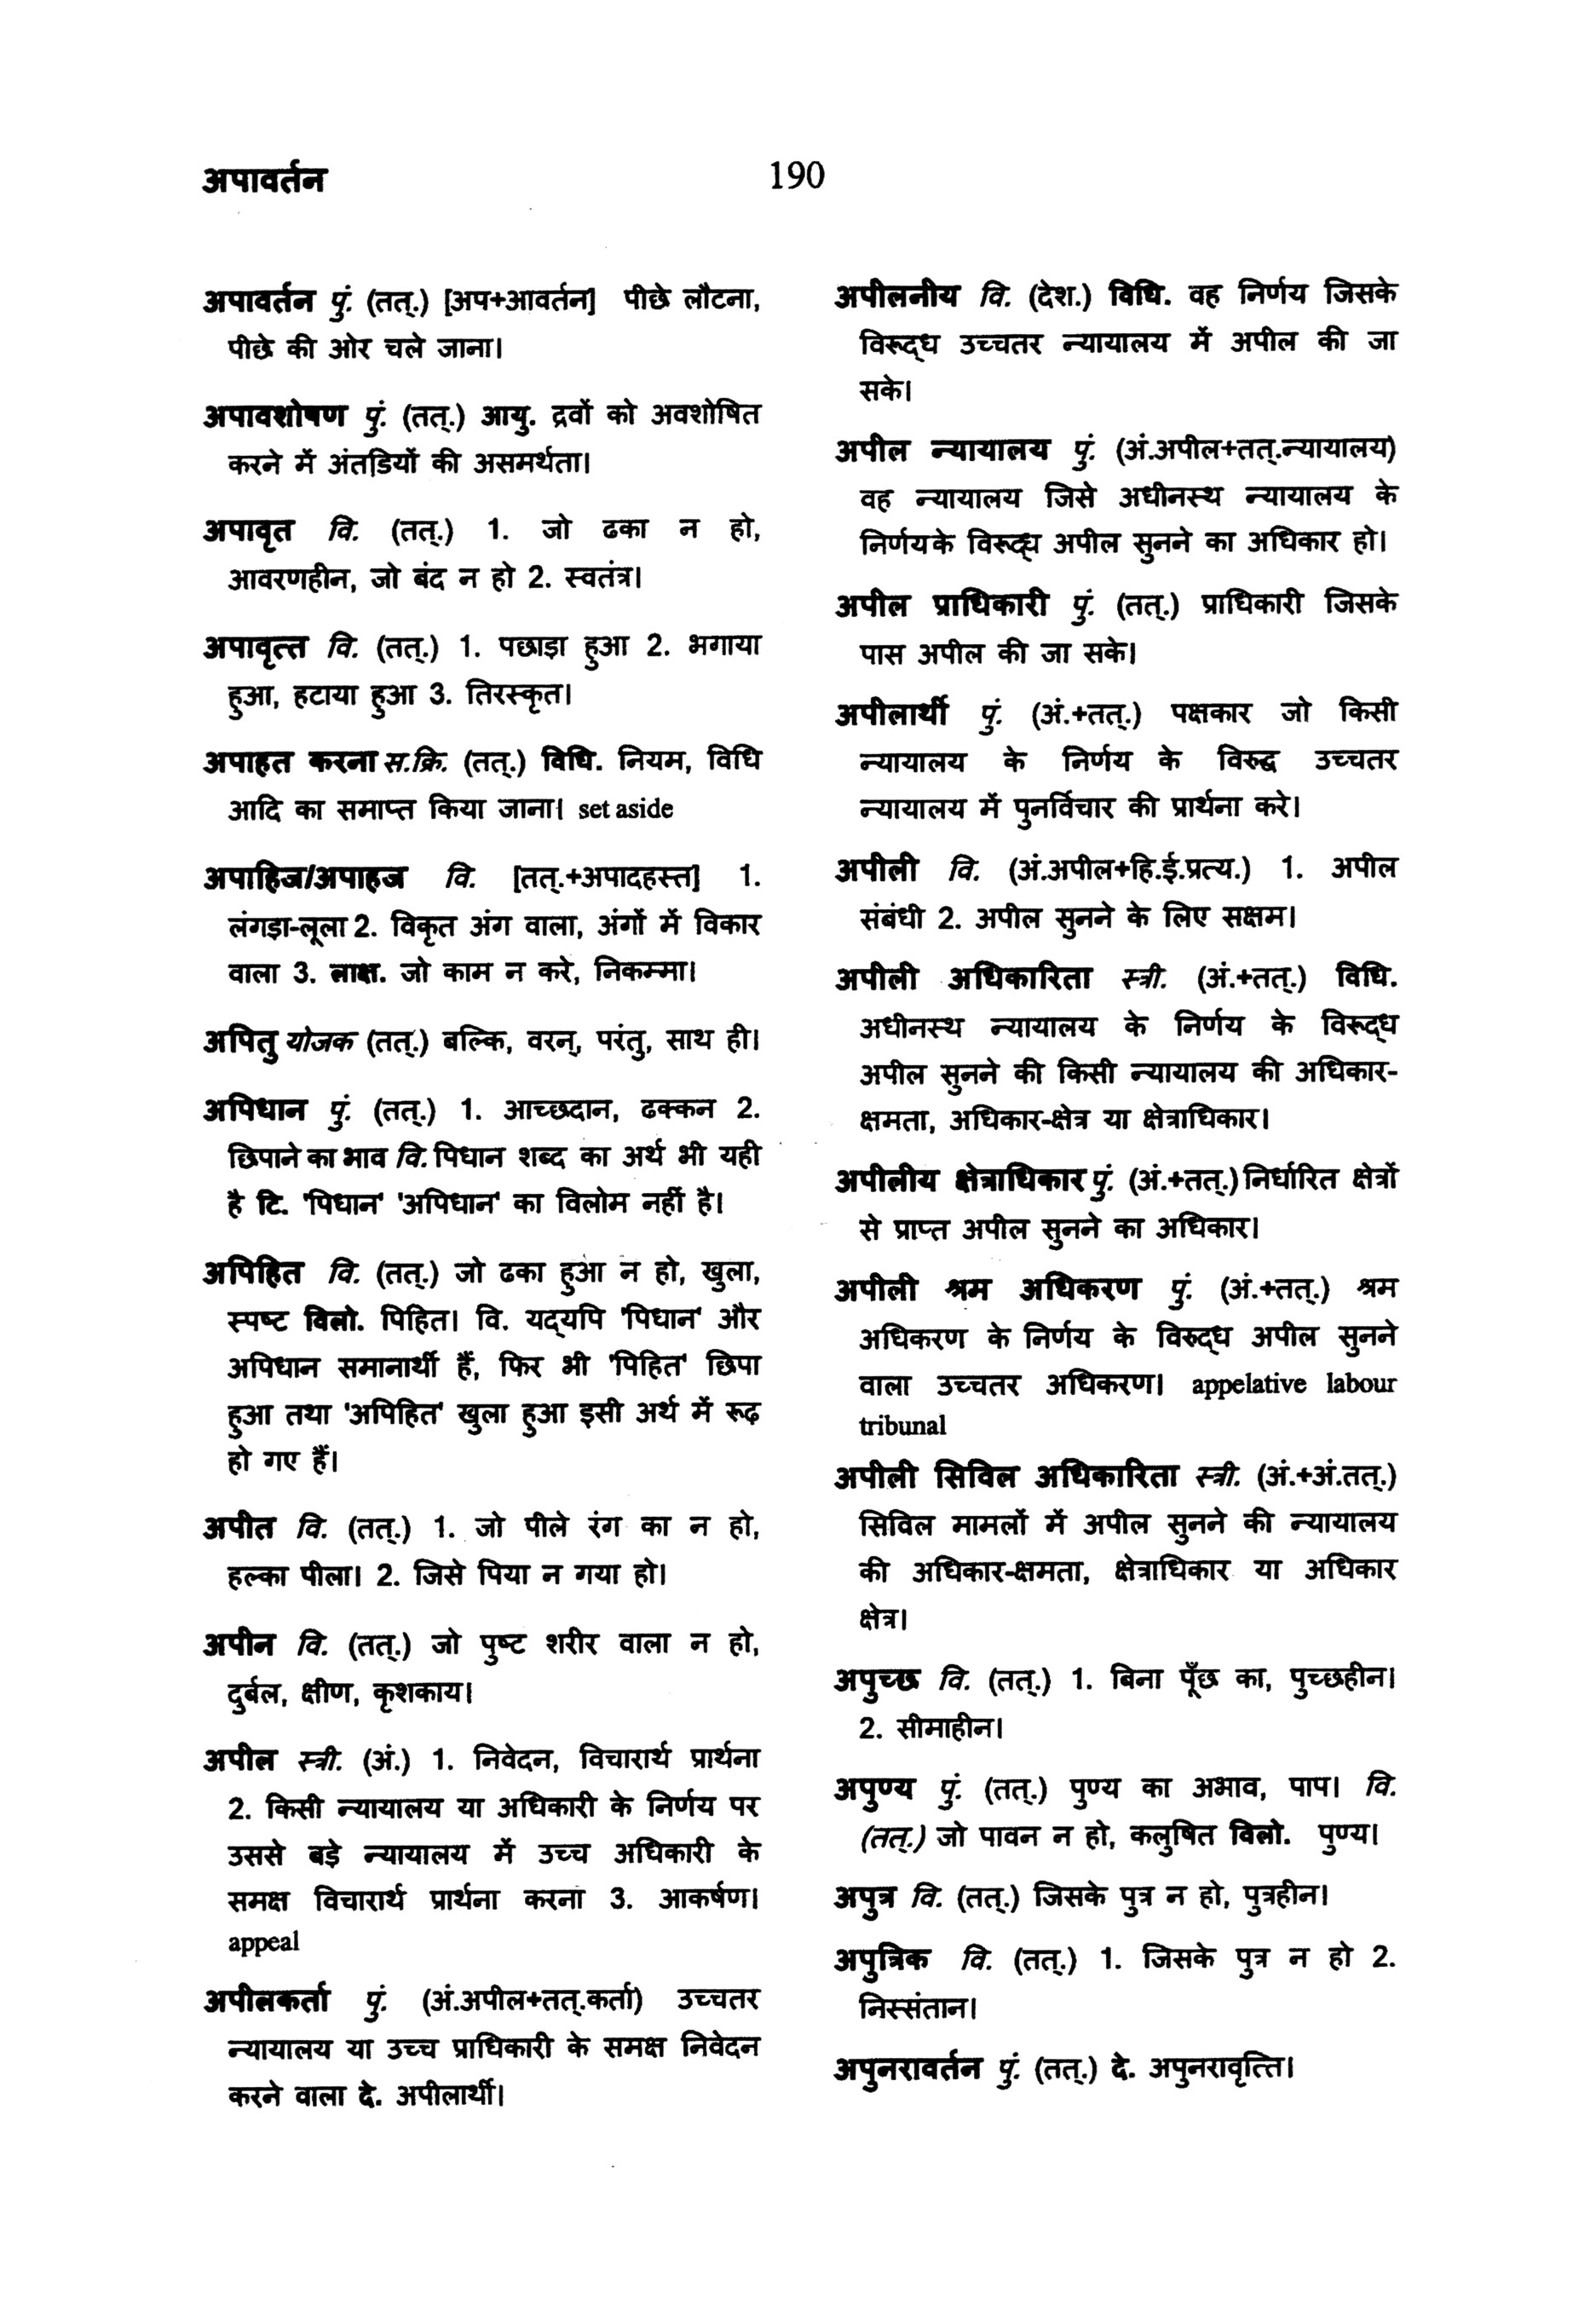 अपावर्तन
190
अपावर्तन पुं. (तत्.) [अप+आवर्तन] पीछे लौटना,
पीछे की ओर चले जाना।
अपावशोषण पुं. (तत्.) आयु. द्रवों को अवशोषित
करने में अंतडियों की असमर्थता।
अपावृत वि. (तत्.) 1. जो ढका न हो,
आवरणहीन, जो बंद न हो 2. स्वतंत्र।
अपावृत्त वि. (तत्.) 1. पछाड़ा हुआ 2. भगाया
हुआ, हटाया हुआ 3. तिरस्कृत।
अपाहत करना स.क्रि. (तत्.) विधि. नियम, विधि
आदि का समाप्त किया जाना। set aside
अपाहिज/अपाहज वि. [तत्.+अपादहस्त] 1.
लंगड़ा-लूला 2. विकृत अंग वाला, अंगों में विकार
वाला 3. लाक्ष. जो काम न करे, निकम्मा।
अपितु योजक (तत्.) बल्कि, वरन्, परंतु, साथ ही।
अपिधान पुं. (तत्.) 1. आच्छदान, ढक्कन 2.
छिपाने का भाव वि. पिधान शब्द का अर्थ भी यही
है टि. 'पिधान' 'अपिधान' का विलोम नहीं है।
अपिहित वि. (तत्.) जो ढका हुआ न हो, खुला,
स्पष्ट विलो. पिहित। वि. यद्यपि 'पिधान' और
अपिधान समानार्थी हैं, फिर भी 'पिहित' छिपा
हुआ तथा 'अपिहित' खुला हुआ इसी अर्थ में रूढ़
हो गए हैं।
अपीत वि. (तत्.) 1. जो पीले रंग का न हो,
हल्का पीला। 2. जिसे पिया न गया हो।
अपीन वि. (तत्.) जो पुष्ट शरीर वाला न हो,
दुर्बल, क्षीण, कृशकाय।
अपील स्त्री. (अं.) 1. निवेदन, विचारार्थ प्रार्थना
2. किसी न्यायालय या अधिकारी के निर्णय पर
उससे बड़े न्यायालय में उच्च अधिकारी के
समक्ष विचारार्थ प्रार्थना करना 3. आकर्षण।
appeal
अपीलकर्ता पुं. (अं.अपील+तत्.कर्ता) उच्चतर
न्यायालय या उच्च प्राधिकारी के समक्ष निवेदन
करने वाला दे. अपीलार्थी।
अपीलनीय वि. (देश.) विधि. वह निर्णय जिसके
विरूद्ध उच्चतर न्यायालय में अपील की जा
सके।
अपील न्यायालय पुं. (अं.अपील+तत्.न्यायालय)
वह न्यायालय जिसे अधीनस्थ न्यायालय के
निर्णयके विरूद्ध अपील सुनने का अधिकार हो।
अपील प्राधिकारी पुं. (तत्.) प्राधिकारी जिसके
पास अपील की जा सके।
अपीलार्थी पुं. (अं.+तत्.) पक्षकार जो किसी
न्यायालय के निर्णय के विरुद्ध उच्चतर
न्यायालय में पुनर्विचार की प्रार्थना करे।
अपीली वि. (अं.अपील+हि.ई.प्रत्य.) 1. अपील
संबंधी 2. अपील सुनने के लिए सक्षम।
अपीली अधिकारिता स्त्री. (अं.+तत्.) विधि.
अधीनस्थ न्यायालय के निर्णय के विरूद्ध
अपील सुनने की किसी न्यायालय की अधिकार-
क्षमता, अधिकार-क्षेत्र या क्षेत्राधिकार।
अपीलीय क्षेत्राधिकार पुं. (अं.+तत्.) निर्धारित क्षेत्रों
से प्राप्त अपील सुनने का अधिकार।
अपीली श्रम अधिकरण पुं. (अं.+तत्.) श्रम
अधिकरण के निर्णय के विरुद्ध अपील सुनने
वाला उच्चतर अधिकरण। appelative labour
tribunal
अपीली सिविल अधिकारिता स्त्री. (अं.+अं.तत्.)
सिविल मामलों में अपील सुनने की न्यायालय
की अधिकार-क्षमता, क्षेत्राधिकार या अधिकार
क्षेत्र।
अपुच्छ वि. (तत्.) 1. बिना पूँछ का, पुच्छहीन।
2. सीमाहीन।
अपुण्य पुं. (तत्.) पुण्य का अभाव, पाप। वि.
(तत्.) जो पावन न हो, कलुषित विलो. पुण्य।
अपुत्र वि. (तत्.) जिसके पुत्र न हो, पुत्रहीन।
अपुत्रिक वि. (तत्.) 1. जिसके पुत्र न हो 2.
निस्संतान।
अपुनरावर्तन पुं. (तत्.) दे. अपुनरावृत्ति।